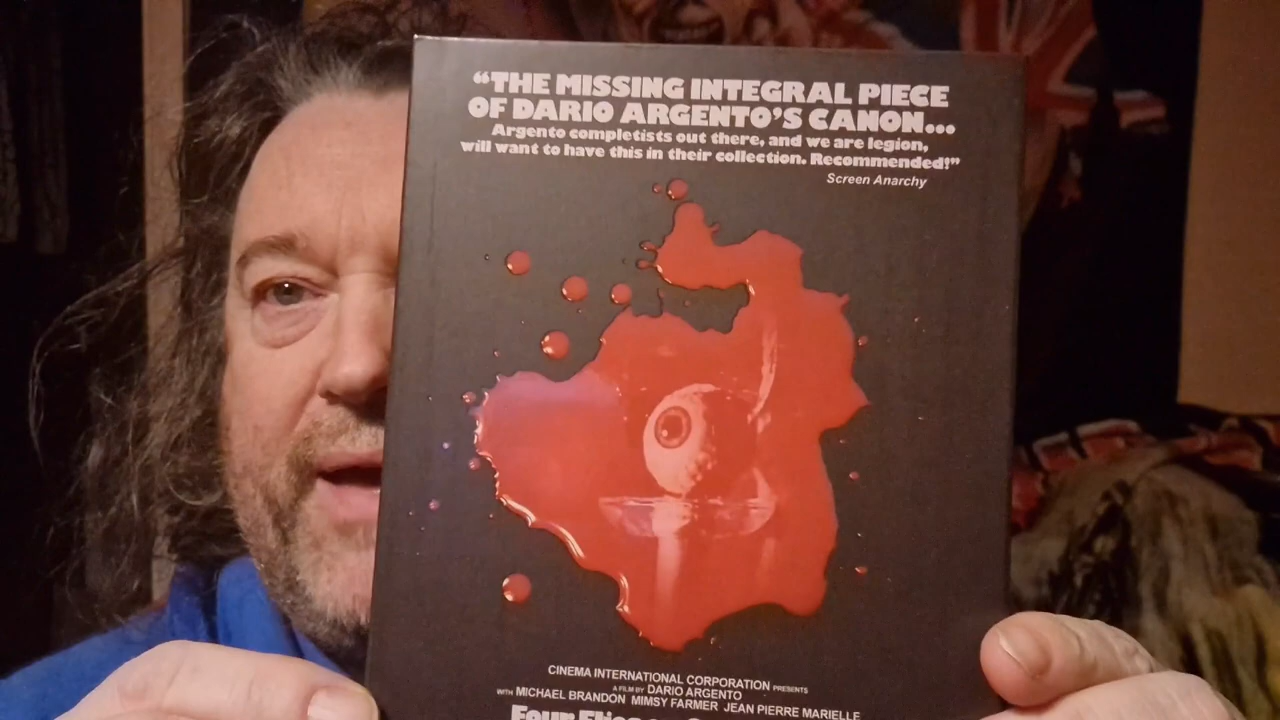 “THE MISSING INTEGRAL PIECE
OF DARIO ARGENTO’S CANON...
Argento completists out there, and we are legion,
will want to have this in their collection. Recommended!”
Screen Anarchy
CINEMA INTERNATIONAL CORPORATION PRESENTS
A FILM BY DARIO ARGENTO
WITH MICHAEL BRANDON MIMSY FARMER JEAN PIERRE MARIELLE
Four Flies